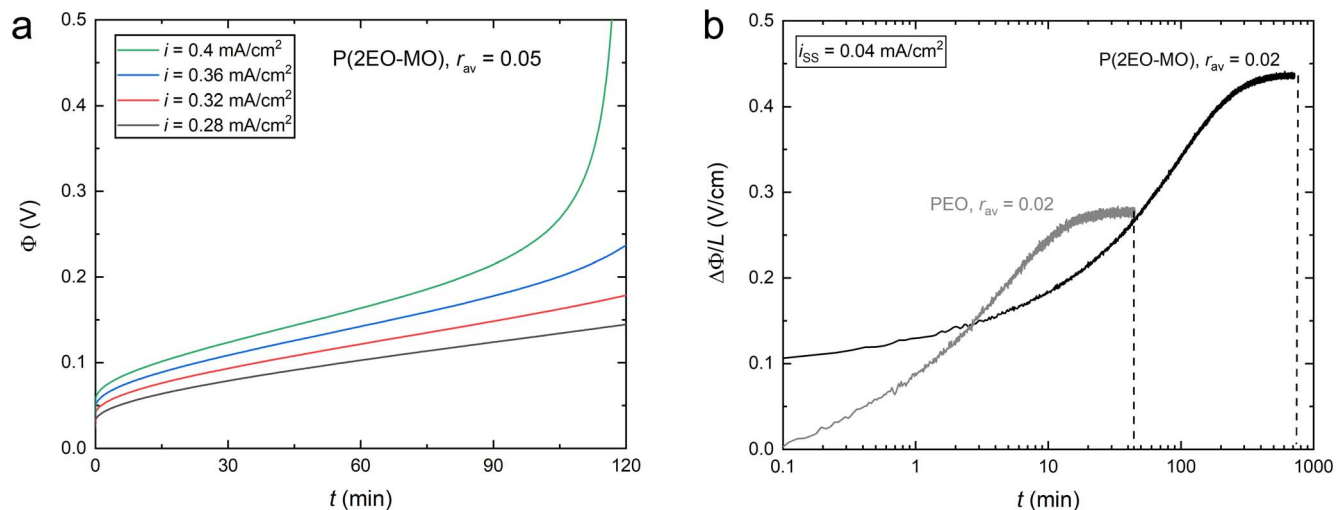 a
0.5
0.4
0.3
0.2
0.1
0.0
Φ (V)
i = 0.4 mA/cm²
i = 0.36 mA/cm²
i = 0.32 mA/cm²
i = 0.28 mA/cm²
P(2EO-MO), rₐᵥ = 0.05
0
30
60
90
120
t (min)
b
0.5
0.4
0.3
0.2
0.1
0.0
ΔΦ/L (V/cm)
iSS = 0.04 mA/cm²
P(2EO-MO), rₐᵥ = 0.02
PEO, rₐᵥ = 0.02
0.1
1
10
100
1000
t (min)